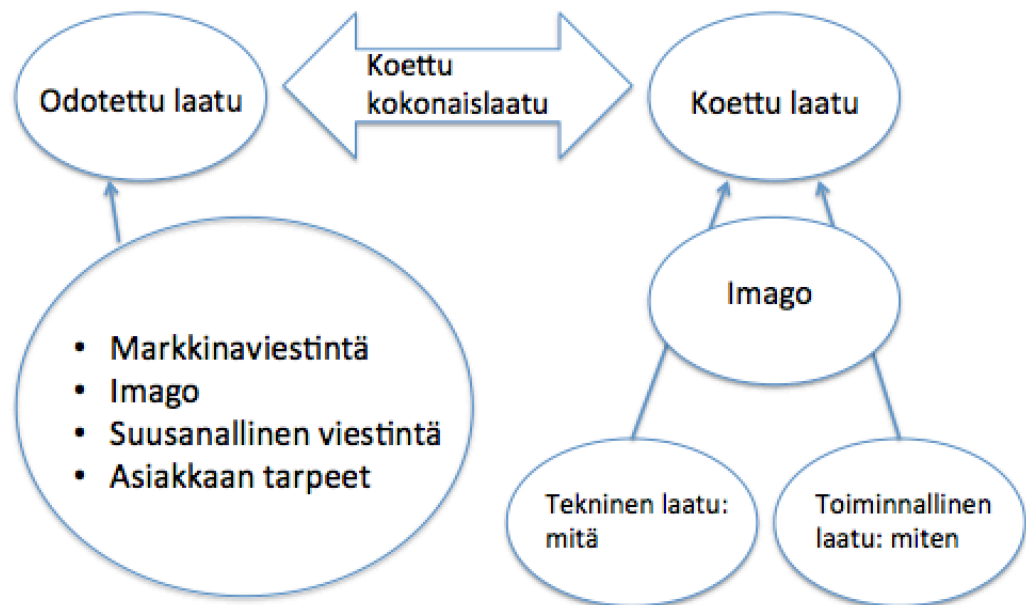 Odotettu laatu
Koettu
kokonaislaatu
Koettu laatu
Imago
• Markkinaviestintä
• Imago
• Suusanallinen viestintä
• Asiakkaan tarpeet
Tekninen laatu:
mitä
Toiminnallinen
laatu: miten